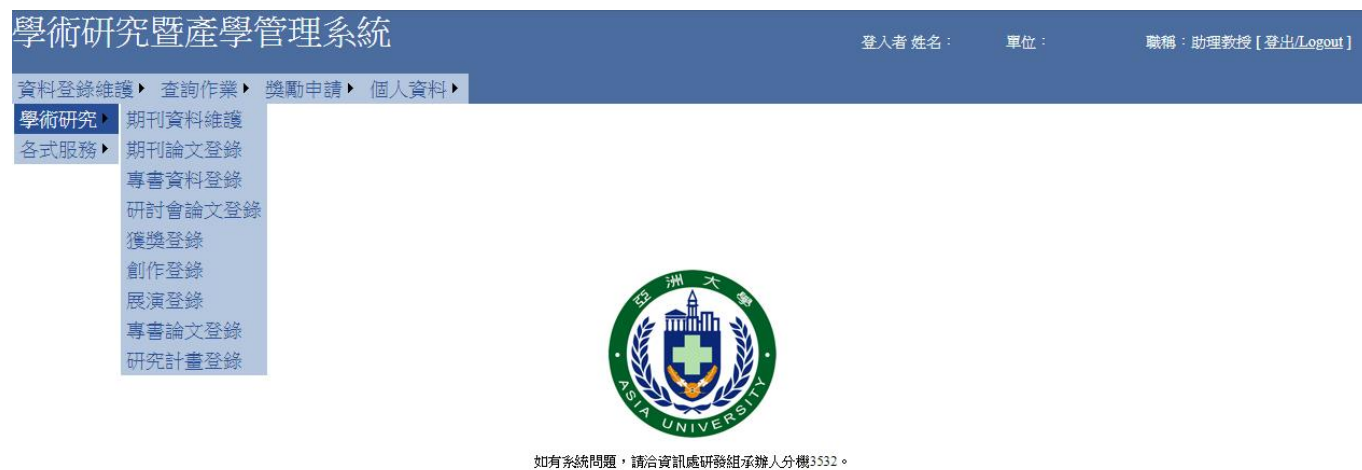 學術研究暨產學管理系統
登入者 姓名： 單位： 職稱：助理教授 [ 登出/Logout ]
資料登錄維護 查詢作業 獎勵申請 個人資料
學術研究 期刊資料維護
各式服務 期刊論文登錄
專書資料登錄
研討會論文登錄
獲獎登錄
創作登錄
展演登錄
專書論文登錄
研究計畫登錄
亞洲大學
ASIA UNIVERSITY
如有系統問題，請洽資訊處研發組承辦人分機3532。